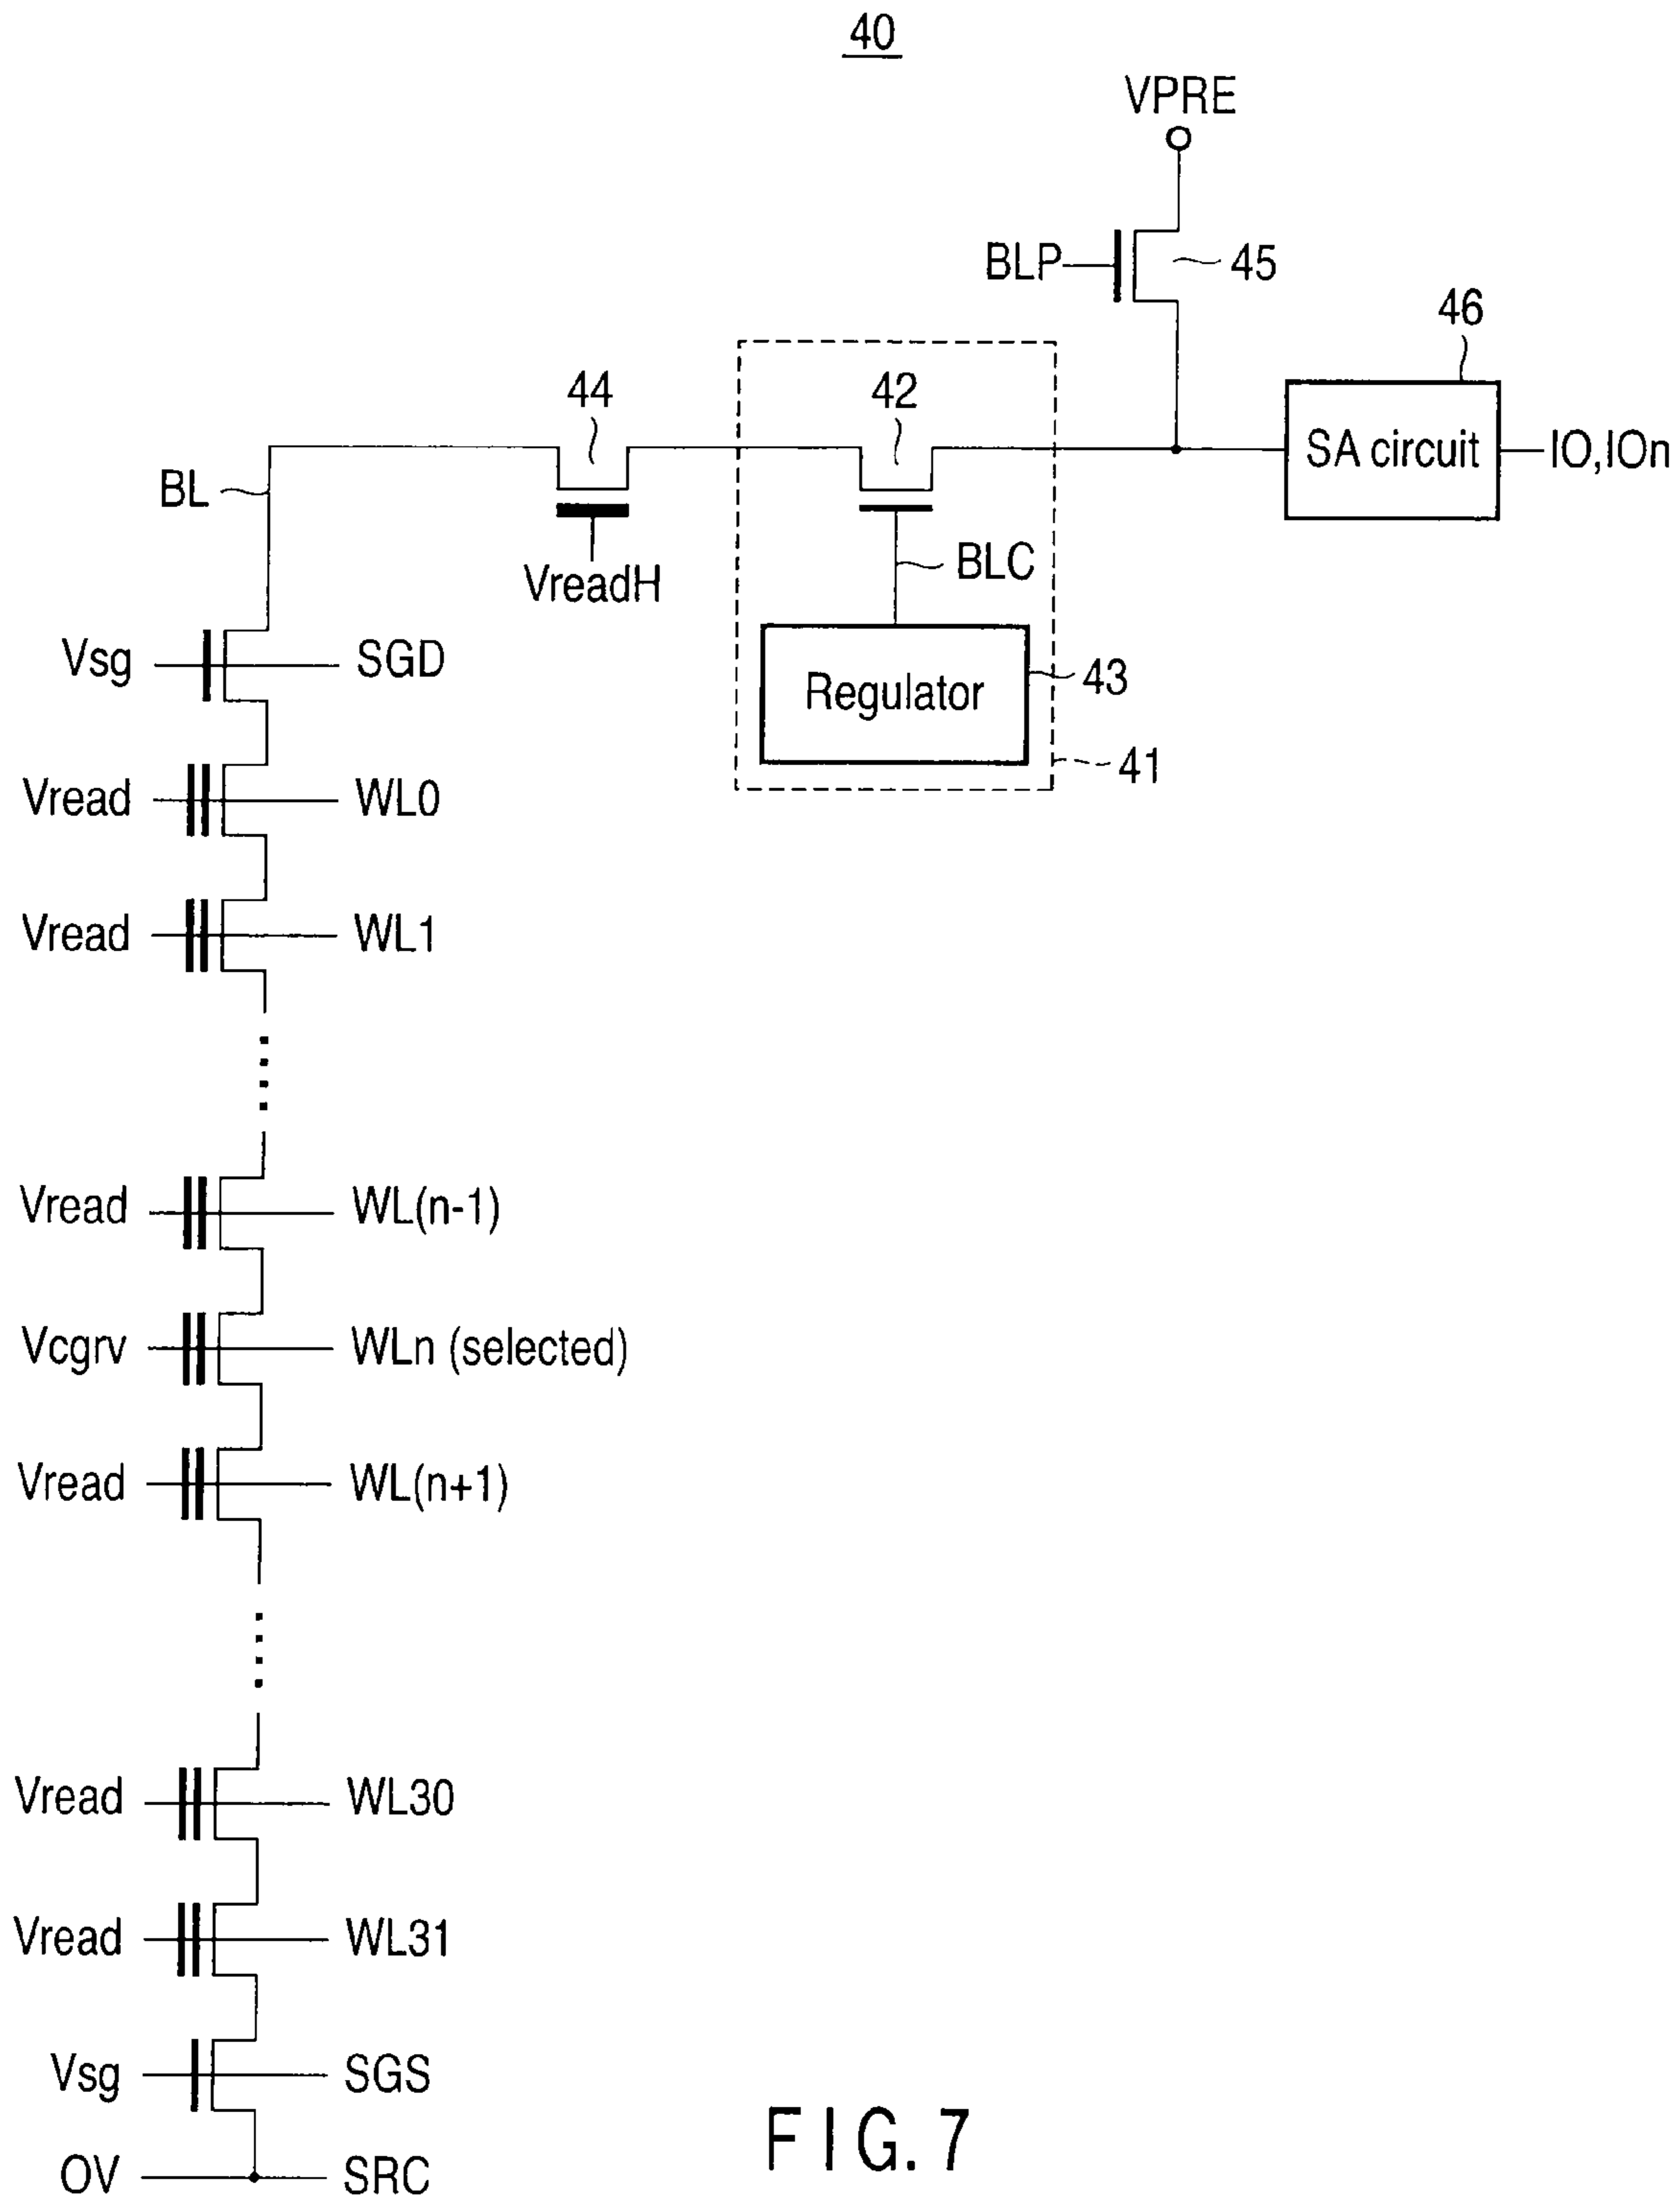 40
VPRE
BLP
45
46
44
42
SA circuit
IO,IOn
BL
BLC
VreadH
Vsg
SGD
Regulator
43
41
Vread
WL0
Vread
WL1
Vread
WL(n-1)
Vcgrv
WLn (selected)
Vread
WL(n+1)
Vread
WL30
Vread
WL31
Vsg
SGS
OV
SRC
FIG. 7